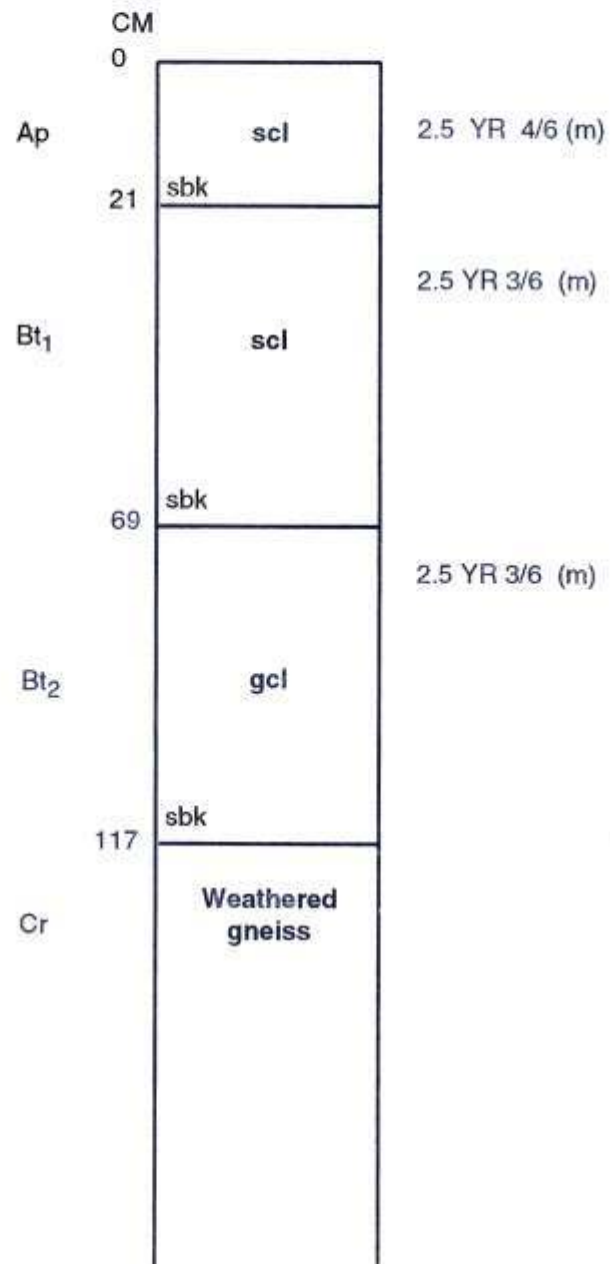 CM
0
Ap
scl
2.5 YR 4/6 (m)
sbk
21
2.5 YR 3/6 (m)
Bt₁
scl
sbk
69
2.5 YR 3/6 (m)
Bt₂
gcl
sbk
117
Weathered
gneiss
Cr